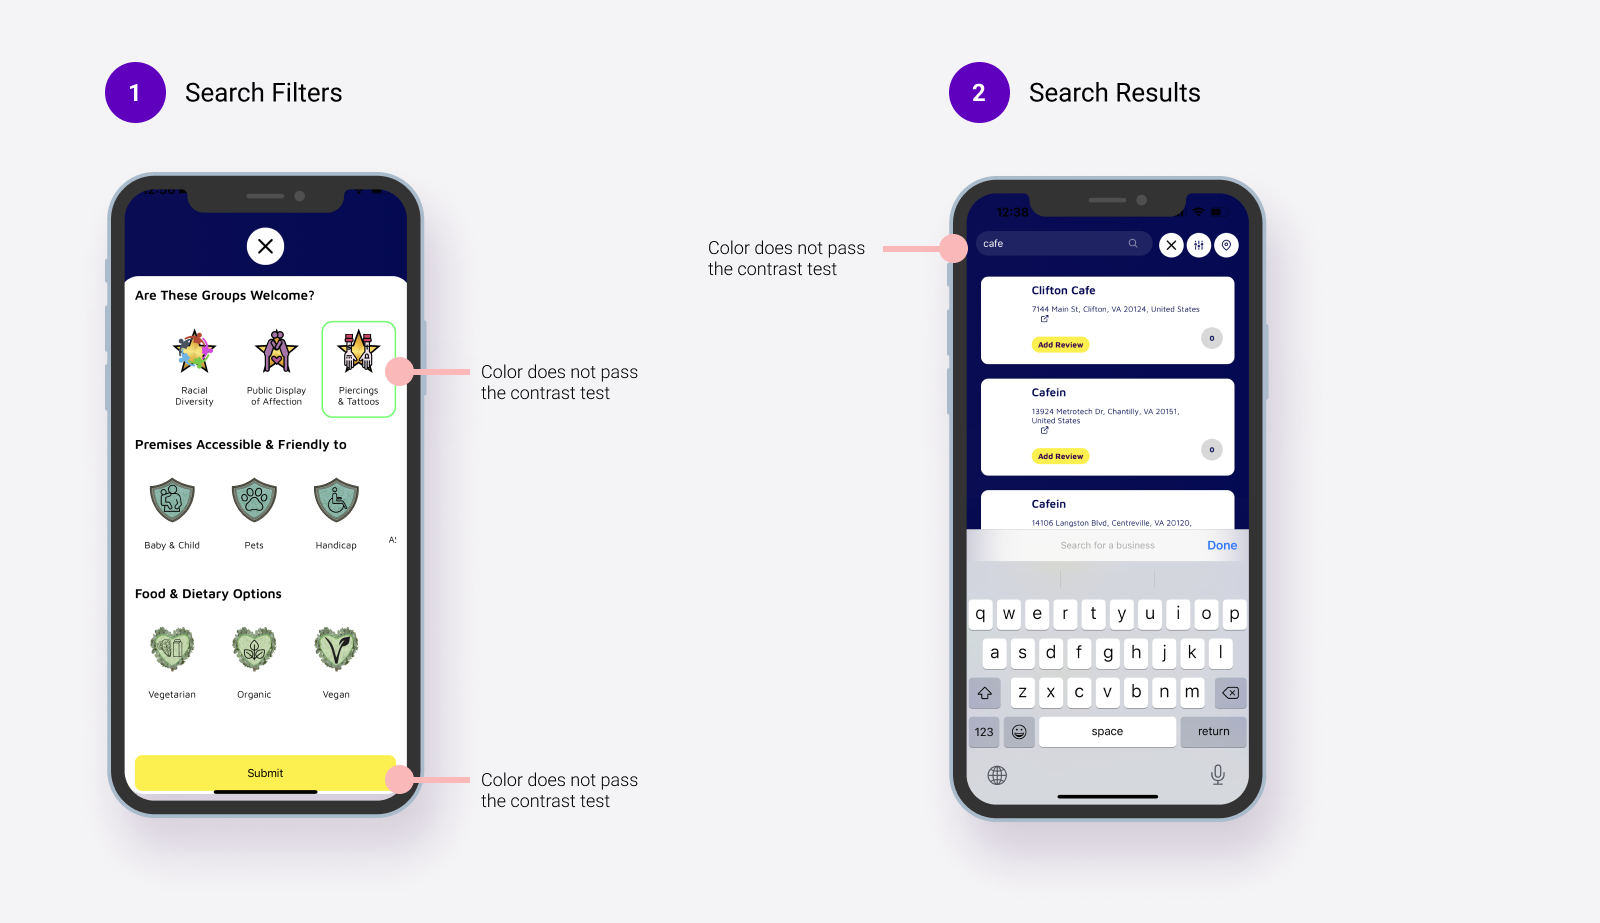 1 Search Filters
Are These Groups Welcome?
Racial
Diversity
Public Display
of Affection
Piercings
& Tattoos
Color does not pass
the contrast test
Premises Accessible & Friendly to
Baby & Child
Pets
Handicap
Food & Dietary Options
Vegetarian
Organic
Vegan
Submit
Color does not pass
the contrast test
2 Search Results
Color does not pass
the contrast test
12:38
cafe
Clifton Cafe
7144 Main St, Clifton, VA 20124, United States
Add Review
0
Cafein
13924 Metrotech Dr, Chantilly, VA 20151,
United States
Add Review
0
Cafein
14106 Langston Blvd, Centreville, VA 20120,
Search for a business
Done
q w e r t y u i o p
a s d f g h j k l
z x c v b n m
123 space return